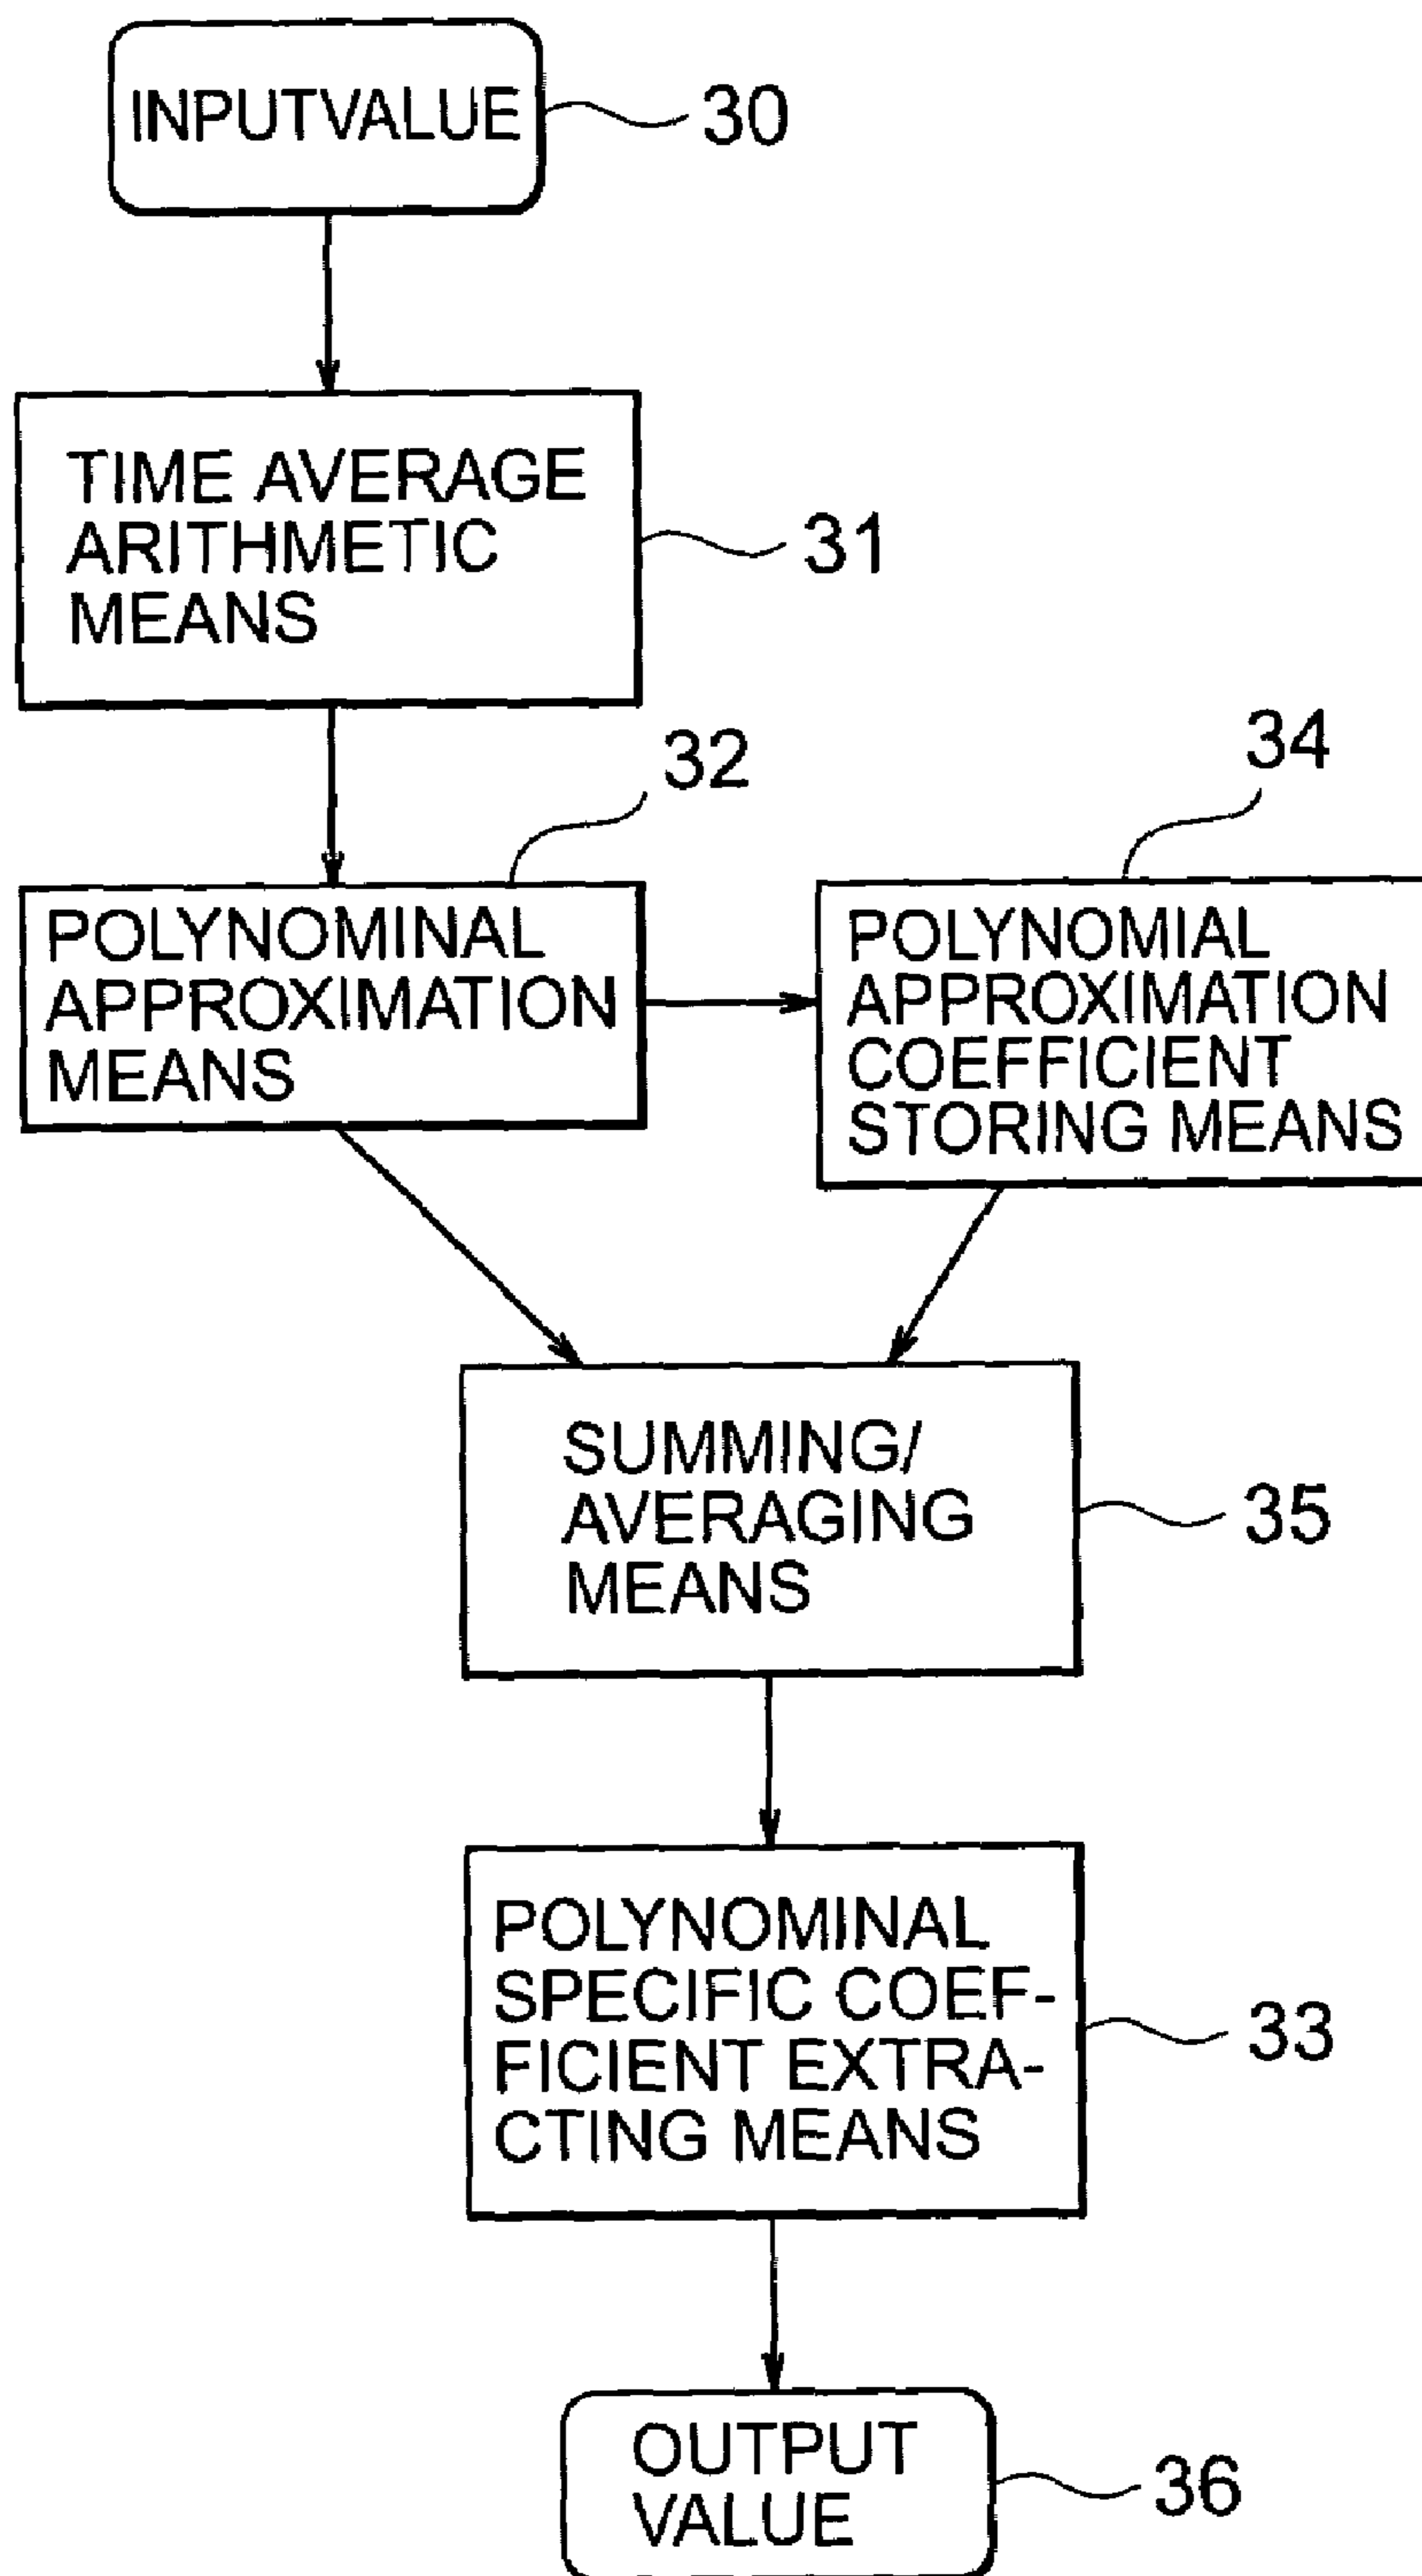 INPUTVALUE
30
TIME AVERAGE
ARITHMETIC
MEANS
31
32
POLYNOMINAL
APPROXIMATION
MEANS
34
POLYNOMIAL
APPROXIMATION
COEFFICIENT
STORING MEANS
SUMMING/
AVERAGING
MEANS
35
POLYNOMINAL
SPECIFIC COEF-
FICIENT EXTRA-
CTING MEANS
33
OUTPUT
VALUE
36